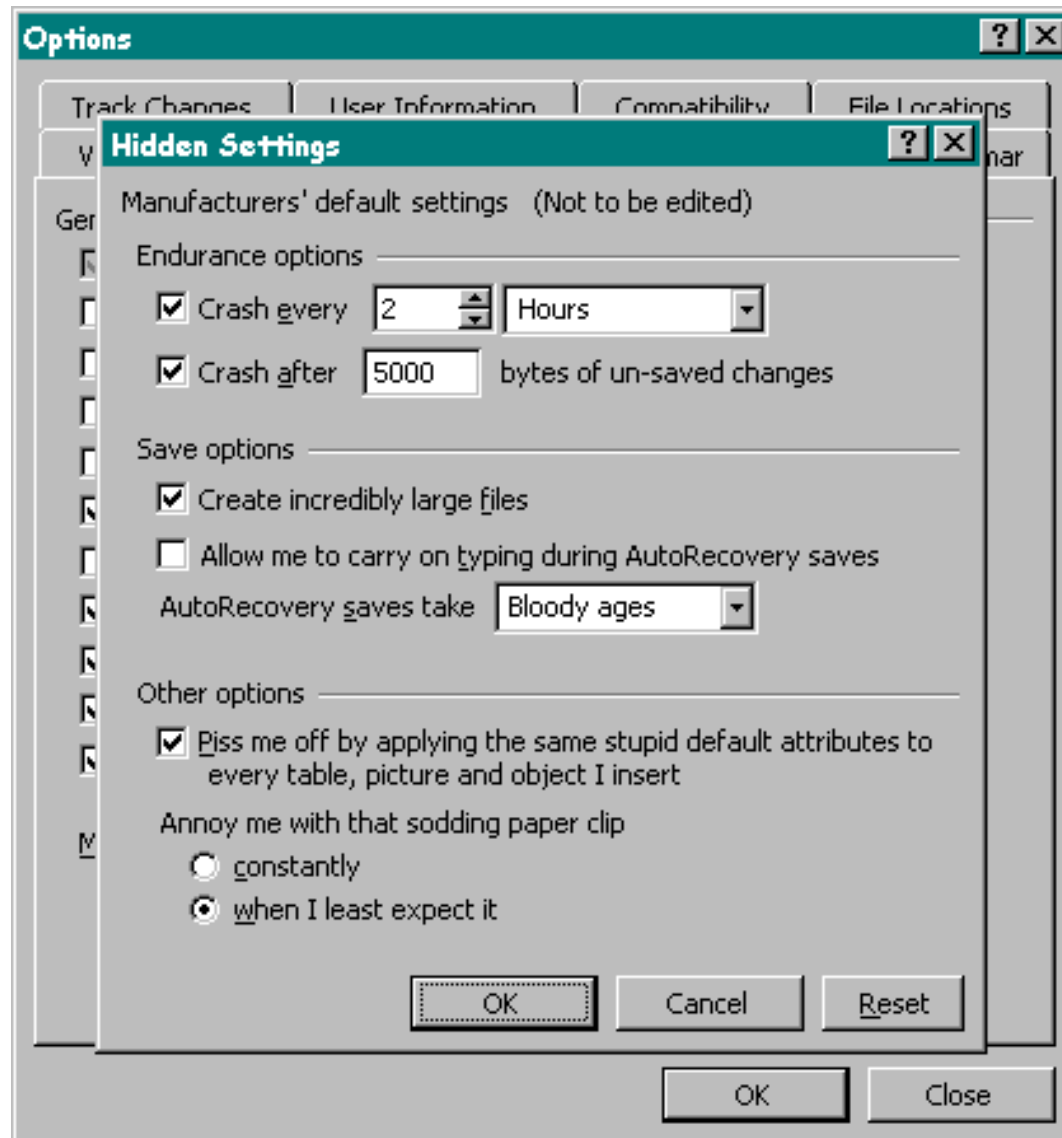 Options
Track Changes User Information Compatibility File Locations
Hidden Settings
Manufacturers' default settings (Not to be edited)
Endurance options
Crash every 2 Hours
Crash after 5000 bytes of un-saved changes
Save options
Create incredibly large files
Allow me to carry on typing during AutoRecovery saves
AutoRecovery saves take Bloody ages
Other options
Piss me off by applying the same stupid default attributes to
every table, picture and object I insert
Annoy me with that sodding paper clip
constantly
when I least expect it
OK Cancel Reset
OK Close